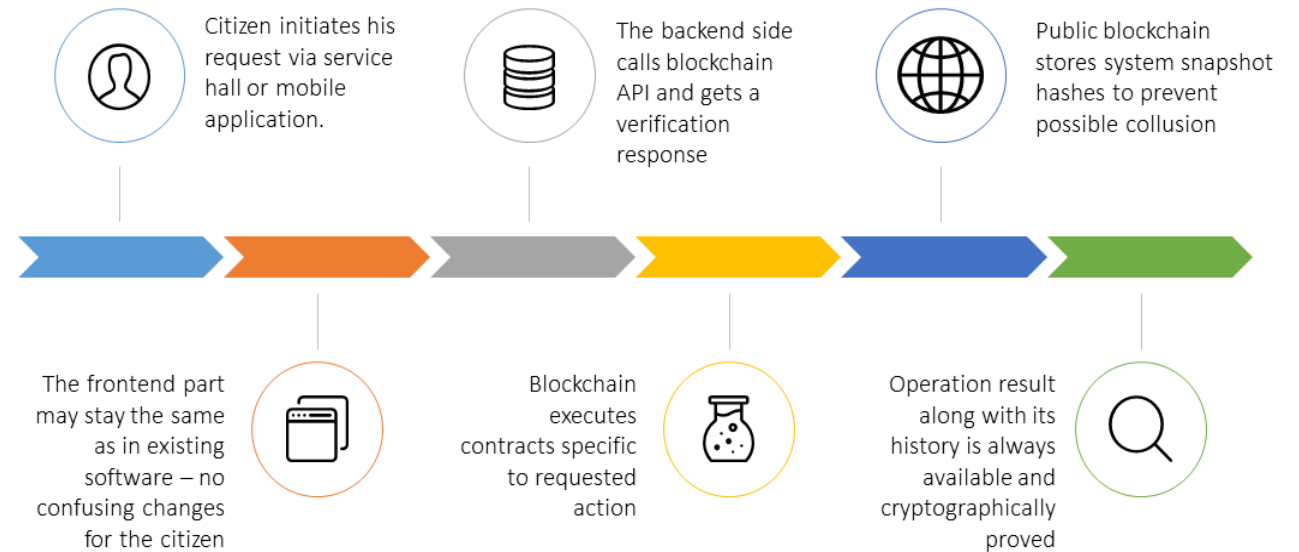 Citizen initiates his
request via service
hall or mobile
application.
The frontend part
may stay the same
as in existing
software – no
confusing changes
for the citizen
The backend side
calls blockchain
API and gets a
verification
response
Blockchain
executes
contracts specific
to requested
action
Public blockchain
stores system snapshot
hashes to prevent
possible collusion
Operation result
along with its
history is always
available and
cryptographically
proved